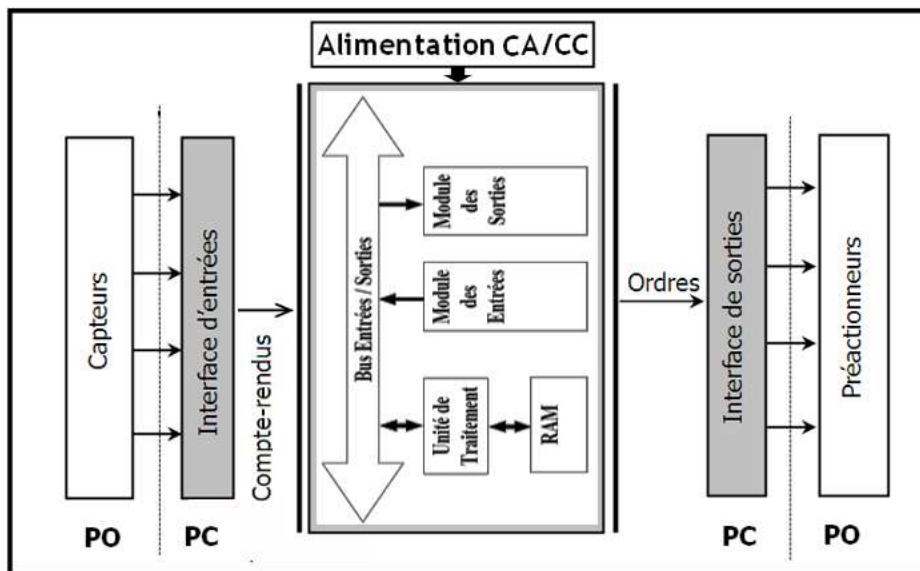 Alimentation CA/CC
Capteurs
Interface d'entrées
Compte-rendus
Bus Entrées / Sorties
Module
des
Sorties
Module
des
Entrées
Unité de
Traitement
RAM
Ordres
Interface de sorties
Préactionneurs
PO
PC
PC
PO